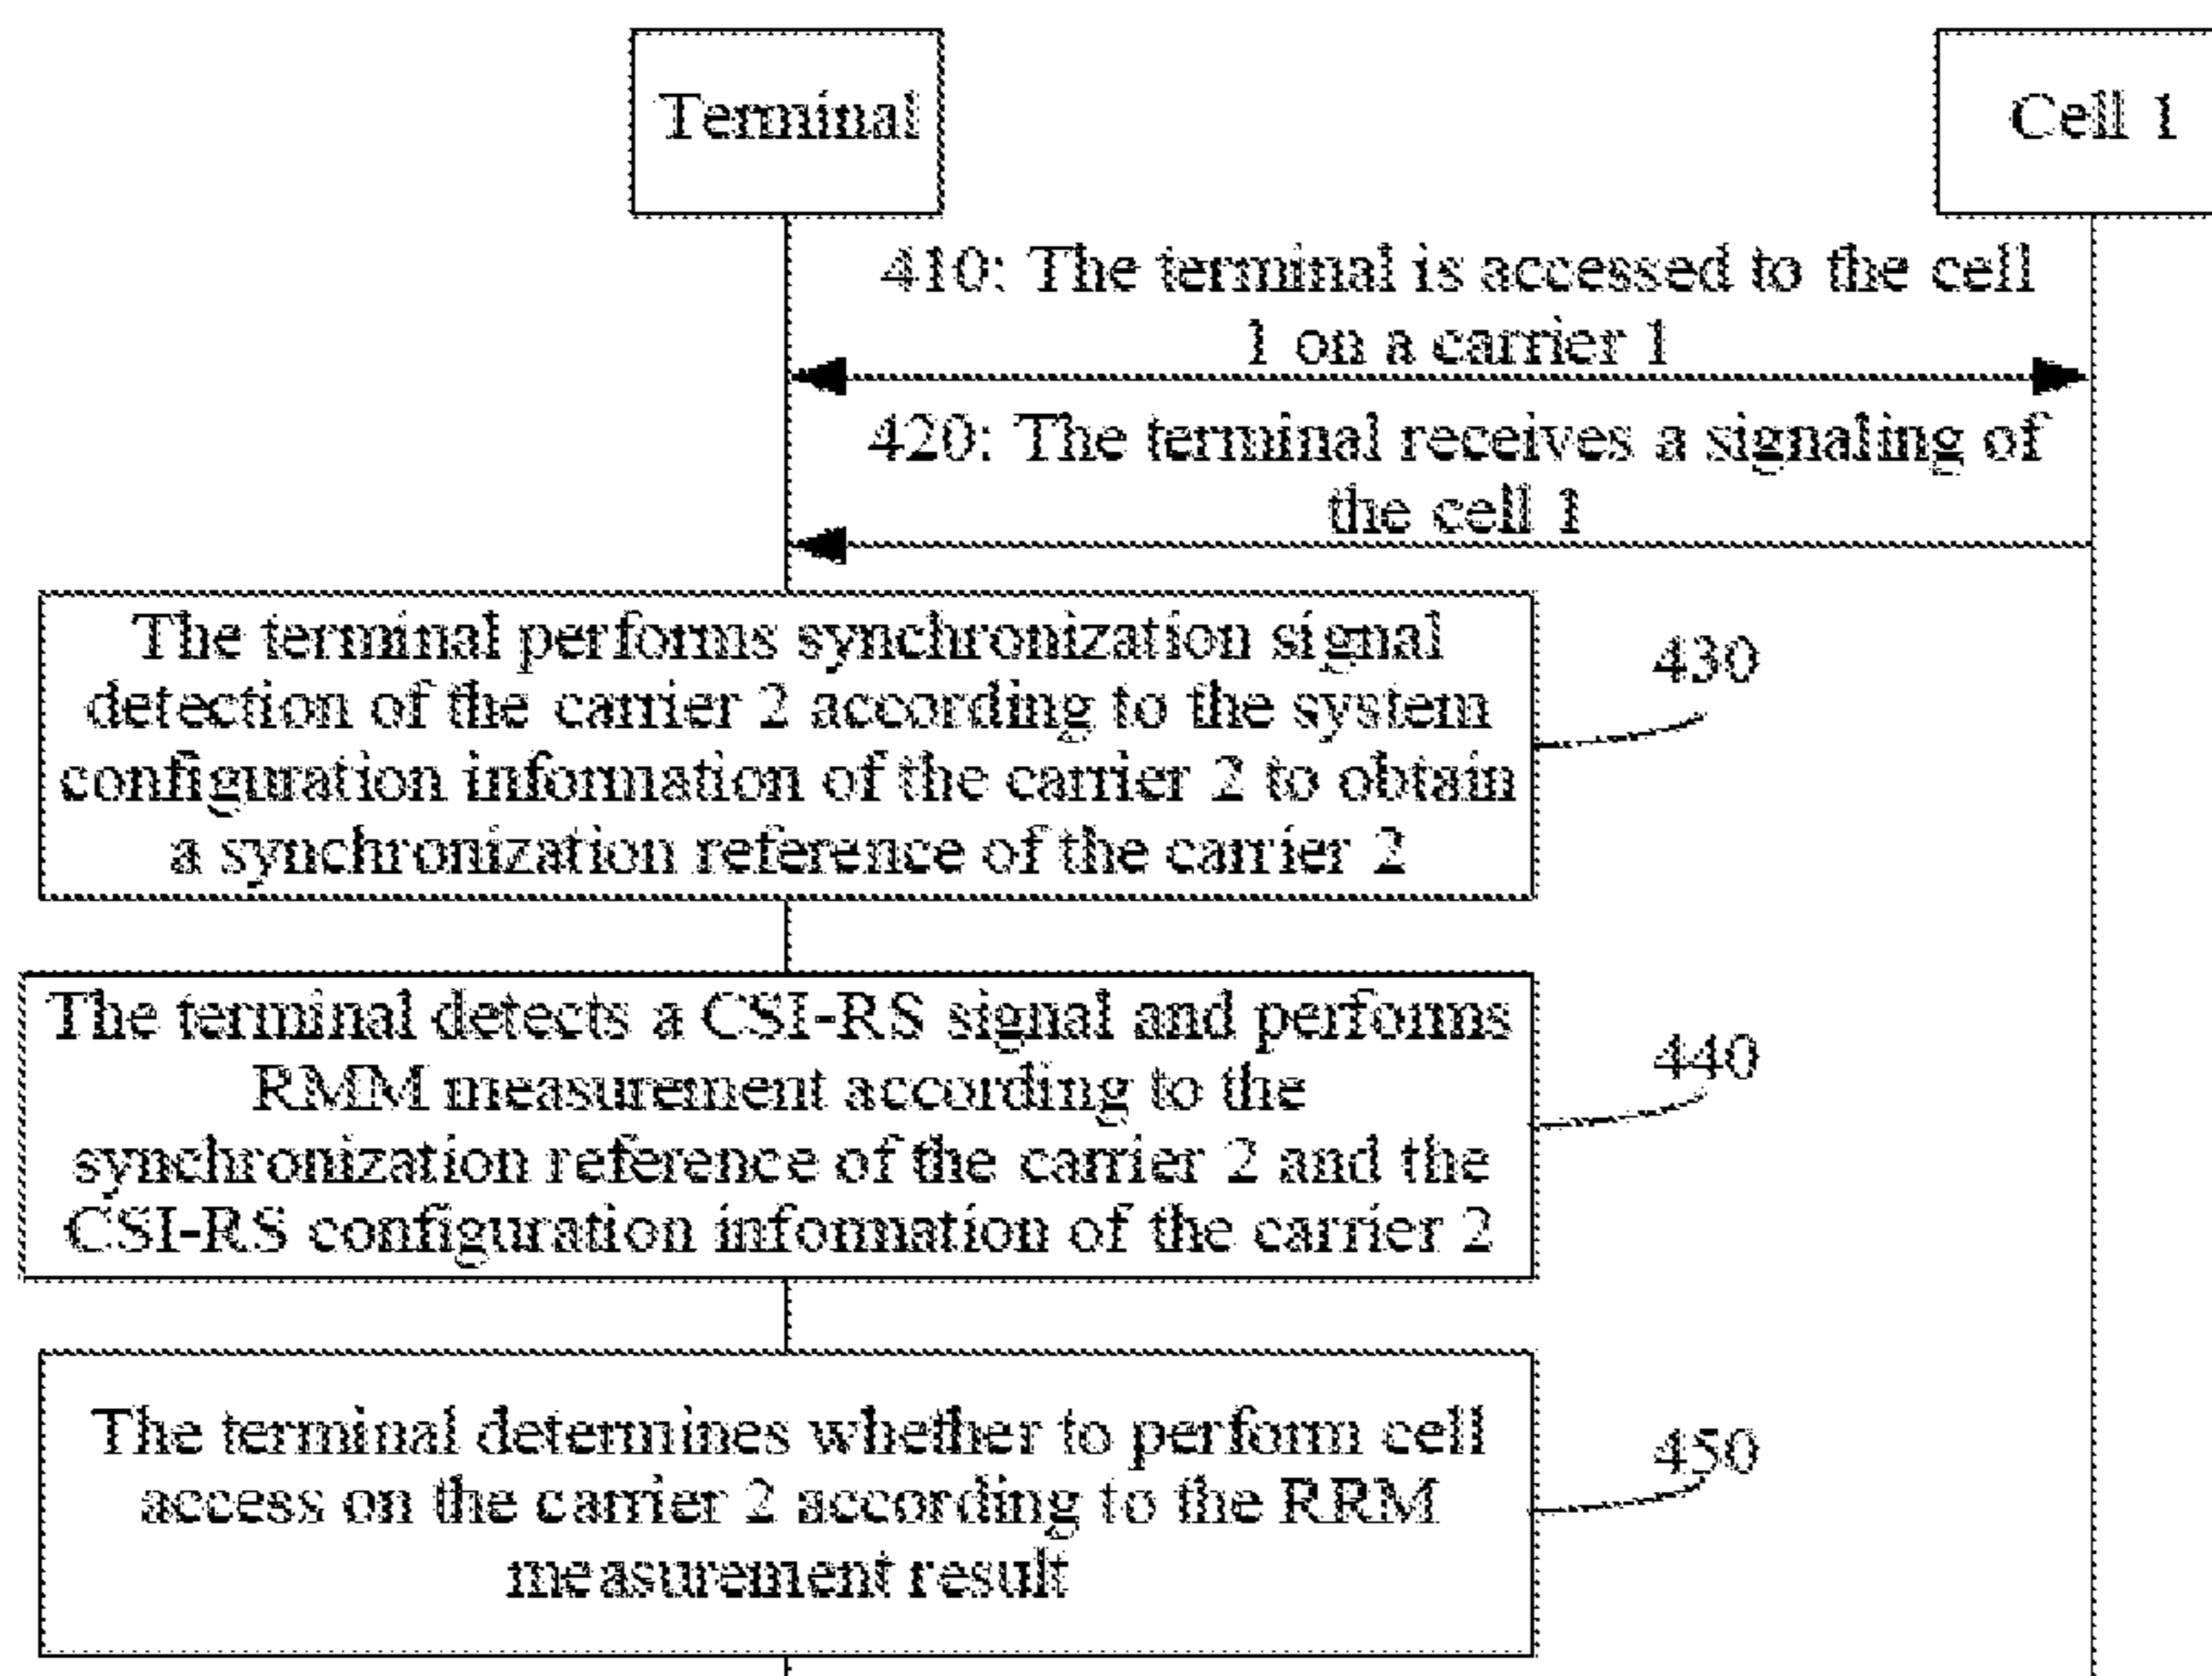 Terminal
Cell 1
410: The terminal is accessed to the cell
1 on a carrier 1
420: The terminal receives a signaling of
the cell 1
The terminal performs synchronization signal
detection of the carrier 2 according to the system
configuration information of the carrier 2 to obtain
a synchronization reference of the carrier 2
430
The terminal detects a CSI-RS signal and performs
RMM measurement according to the
synchronization reference of the carrier 2 and the
CSI-RS configuration information of the carrier 2
440
The terminal determines whether to perform cell
access on the carrier 2 according to the RRM
measurement result
450